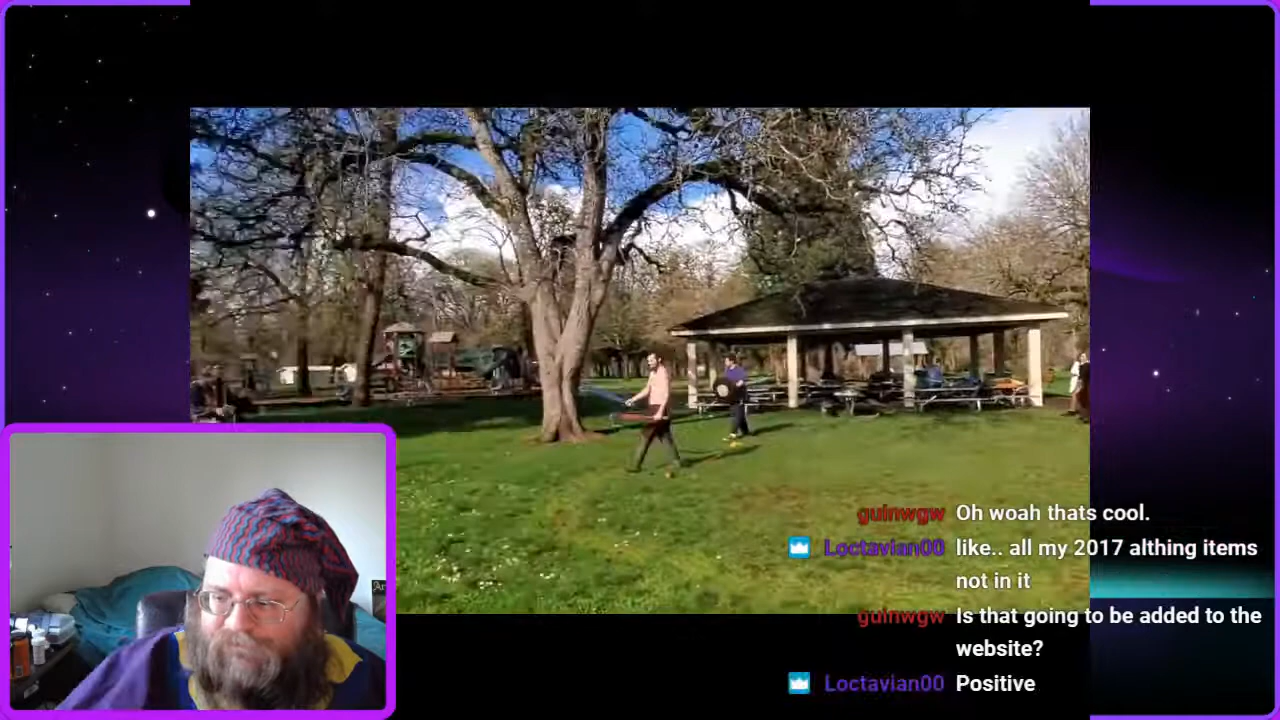 guinwgw Oh woah thats cool.
Loctavian00 like.. all my 2017 althing items
not in it
guinwgw Is that going to be added to the
website?
Loctavian00 Positive